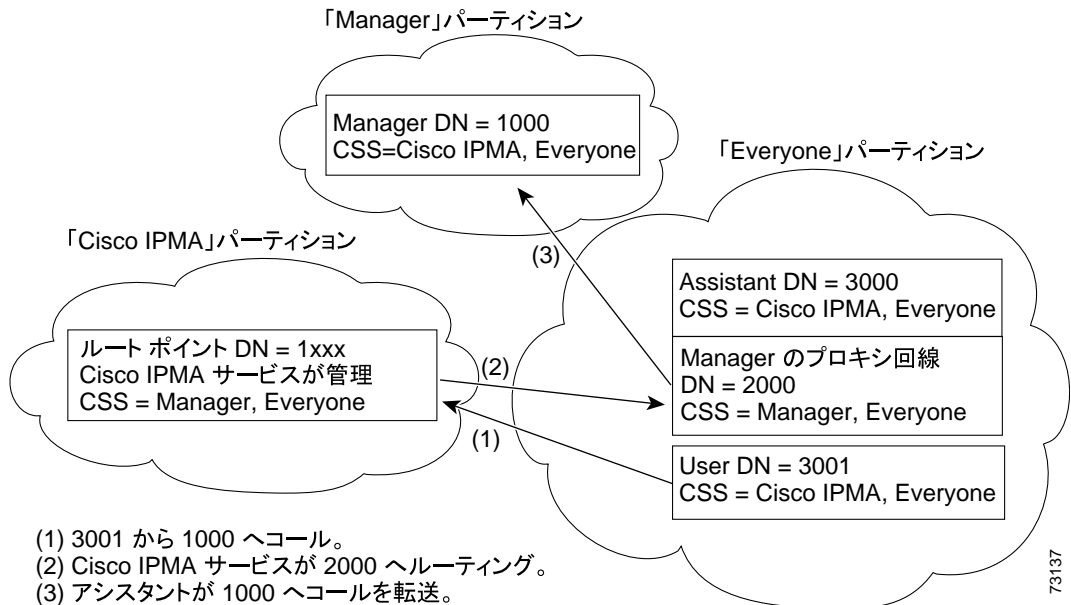 「Manager」パーティション
Manager DN = 1000
CSS=Cisco IPMA, Everyone
「Everyone」パーティション
「Cisco IPMA」パーティション
(3)
Assistant DN = 3000
CSS = Cisco IPMA, Everyone
ルート ポイント DN = 1xxx
Cisco IPMA サービスが管理
CSS = Manager, Everyone
(2)
Manager のプロキシ回線
DN = 2000
CSS = Manager, Everyone
(1)
User DN = 3001
CSS = Cisco IPMA, Everyone
(1) 3001 から 1000 へコール。
(2) Cisco IPMA サービスが 2000 へルーティング。
(3) アシスタントが 1000 へコールを転送。
73137